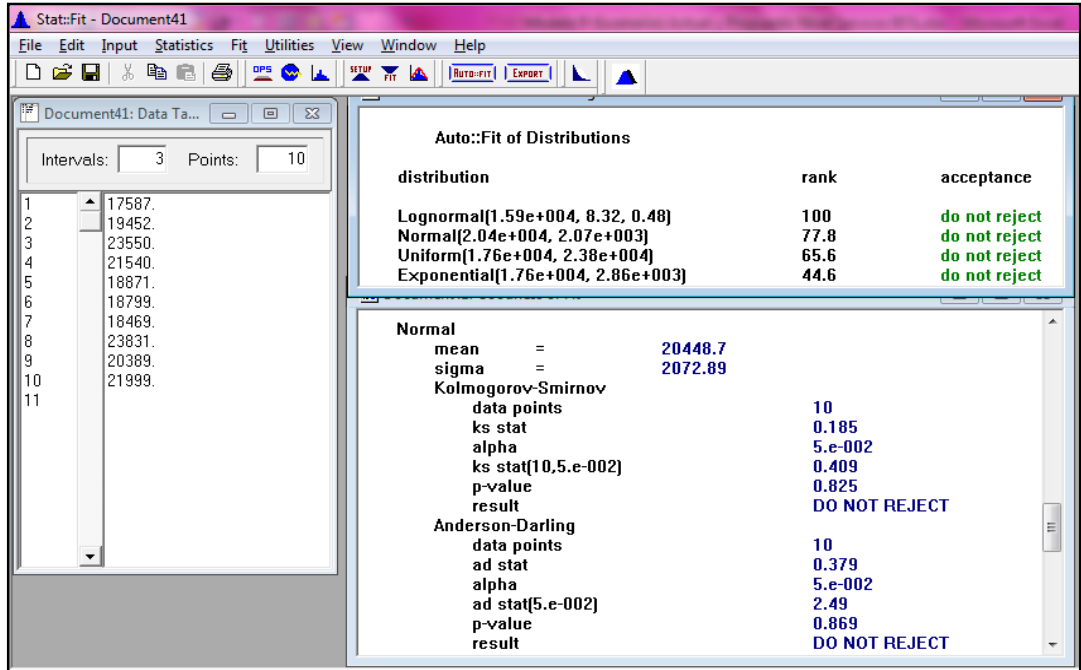 Stat::Fit - Document41
File Edit Input Statistics Fit Utilities View Window Help
OPS SETUP FIT AUTO::FIT EXPORT
Document41: Data Ta...
Intervals: 3 Points: 10
1 17587.
2 19452.
3 23550.
4 21540.
5 18871.
6 18799.
7 18469.
8 23831.
9 20389.
10 21999.
11
Auto::Fit of Distributions
distribution rank acceptance
Lognormal(1.59e+004, 8.32, 0.48) 100 do not reject
Normal(2.04e+004, 2.07e+003) 77.8 do not reject
Uniform(1.76e+004, 2.38e+004) 65.6 do not reject
Exponential(1.76e+004, 2.86e+003) 44.6 do not reject
Normal
mean = 20448.7
sigma = 2072.89
Kolmogorov-Smirnov
data points 10
ks stat 0.185
alpha 5.e-002
ks stat(10,5.e-002) 0.409
p-value 0.825
result DO NOT REJECT
Anderson-Darling
data points 10
ad stat 0.379
alpha 5.e-002
ad stat(5.e-002) 2.49
p-value 0.869
result DO NOT REJECT